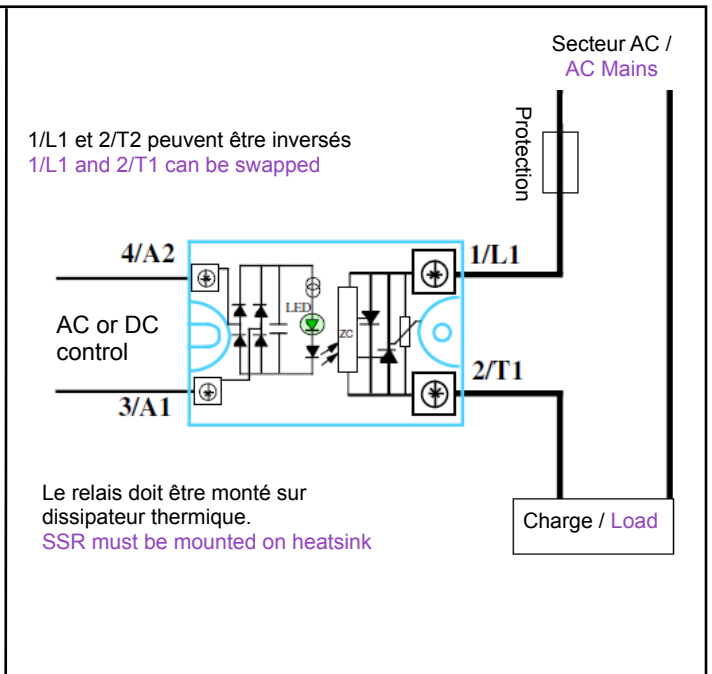 Secteur AC /
AC Mains
Protection
1/L1 et 2/T2 peuvent être inversés
1/L1 and 2/T1 can be swapped
4/A2
1/L1
LED
ZC
AC or DC
control
2/T1
3/A1
Le relais doit être monté sur
dissipateur thermique.
SSR must be mounted on heatsink
Charge / Load